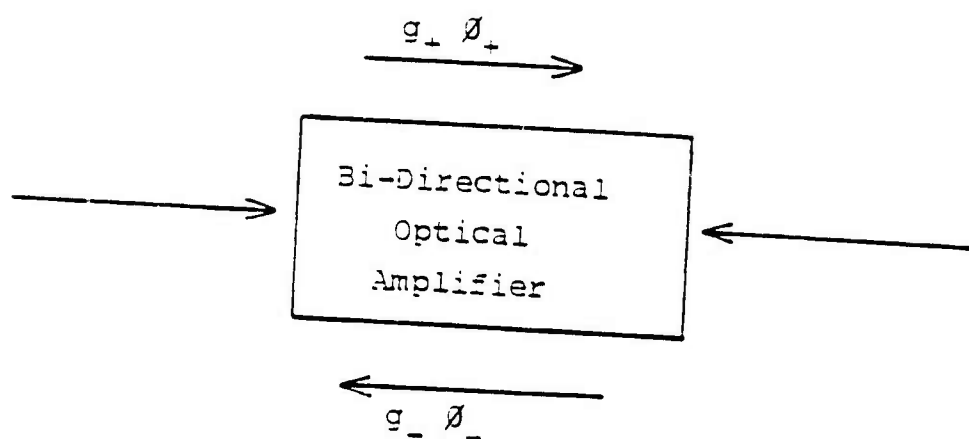 g₊ Ø₊
Bi-Directional
Optical
Amplifier
g₋ Ø₋